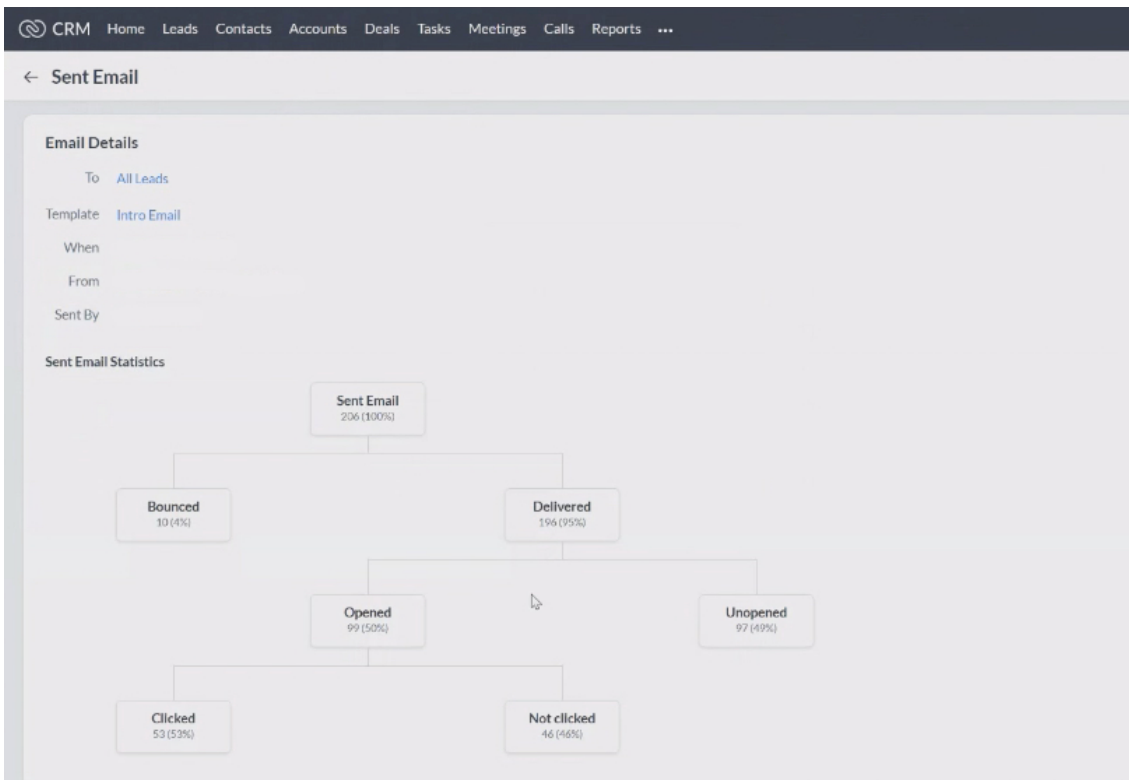 CRM Home Leads Contacts Accounts Deals Tasks Meetings Calls Reports •••
← Sent Email
Email Details
To All Leads
Template Intro Email
When
From
Sent By
Sent Email Statistics
Sent Email
206 (100%)
Bounced
10 (4%)
Delivered
196 (95%)
Opened
99 (50%)
Unopened
97 (49%)
Clicked
53 (53%)
Not clicked
46 (46%)